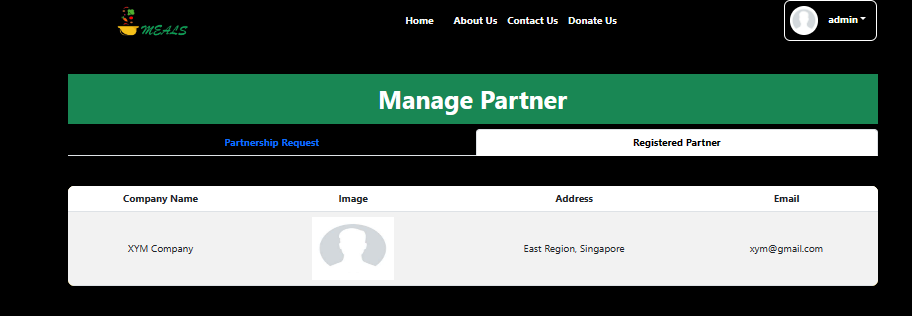 MEALS
Home About Us Contact Us Donate Us
admin
Manage Partner
Partnership Request Registered Partner
Company Name Image Address Email
XYM Company East Region, Singapore xym@gmail.com